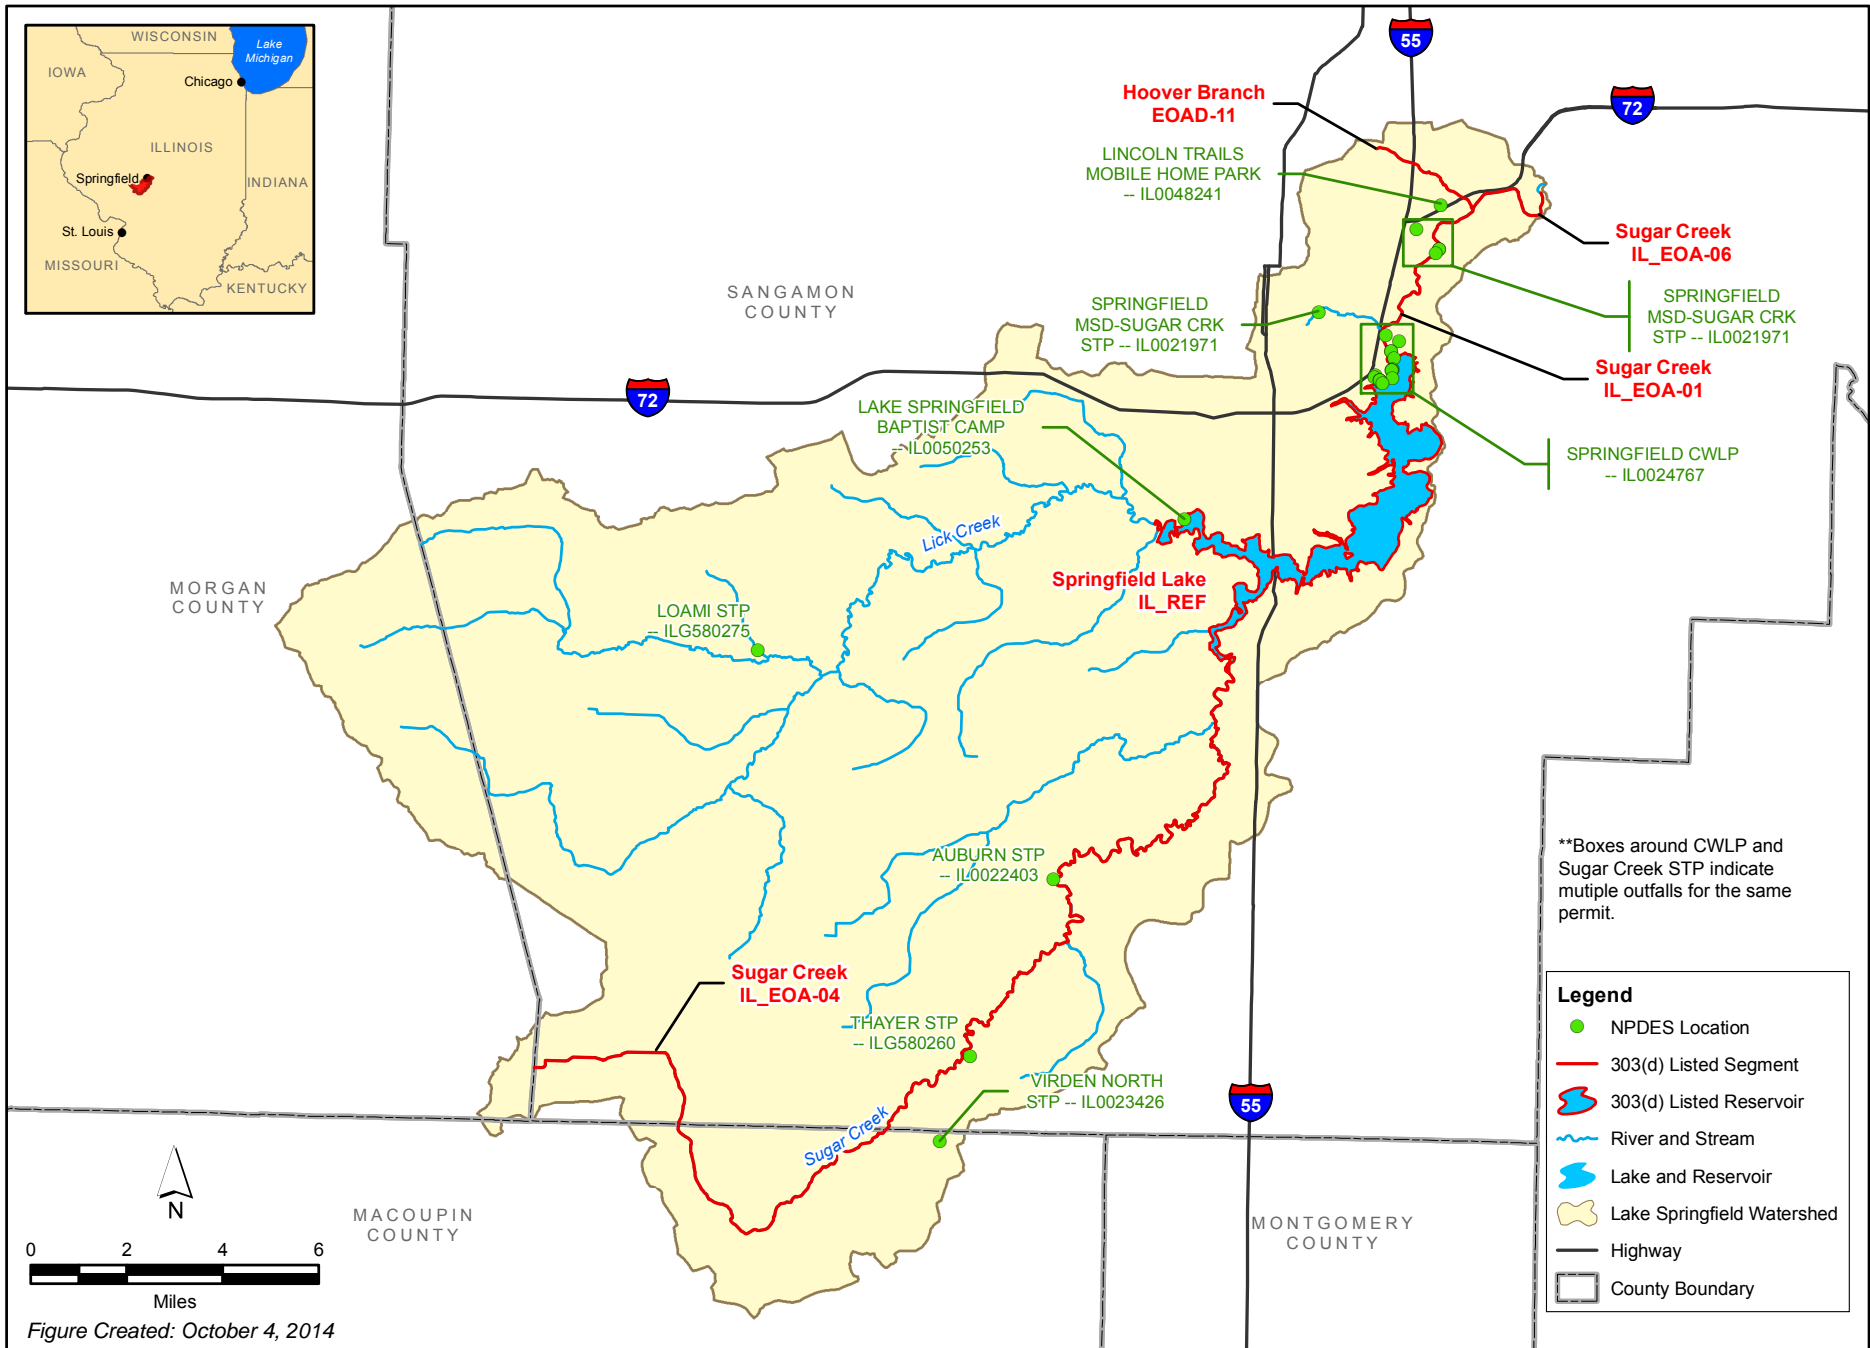 WISCONSIN
Lake
Michigan
IOWA
Chicago
ILLINOIS
Springfield
INDIANA
St. Louis
MISSOURI
KENTUCKY
55
72
Hoover Branch
EOAD-11
LINCOLN TRAILS
MOBILE HOME PARK
-- IL0048241
Sugar Creek
IL_EOA-06
SANGAMON
COUNTY
SPRINGFIELD
MSD-SUGAR CRK
STP -- IL0021971
SPRINGFIELD
MSD-SUGAR CRK
STP -- IL0021971
Sugar Creek
IL_EOA-01
72
LAKE SPRINGFIELD
BAPTIST CAMP
-- IL0050253
SPRINGFIELD CWLP
-- IL0024767
Lick Creek
MORGAN
COUNTY
Springfield Lake
IL_REF
LOAMI STP
-- ILG580275
AUBURN STP
-- IL0022403
**Boxes around CWLP and
Sugar Creek STP indicate
mutiple outfalls for the same
permit.
Sugar Creek
IL_EOA-04
THAYER STP
-- ILG580260
VIRDEN NORTH
STP -- IL0023426
55
Sugar Creek
Legend
NPDES Location
303(d) Listed Segment
303(d) Listed Reservoir
River and Stream
Lake and Reservoir
Lake Springfield Watershed
Highway
County Boundary
N
MACOUPIN
COUNTY
MONTGOMERY
COUNTY
0 2 4 6
Miles
Figure Created: October 4, 2014